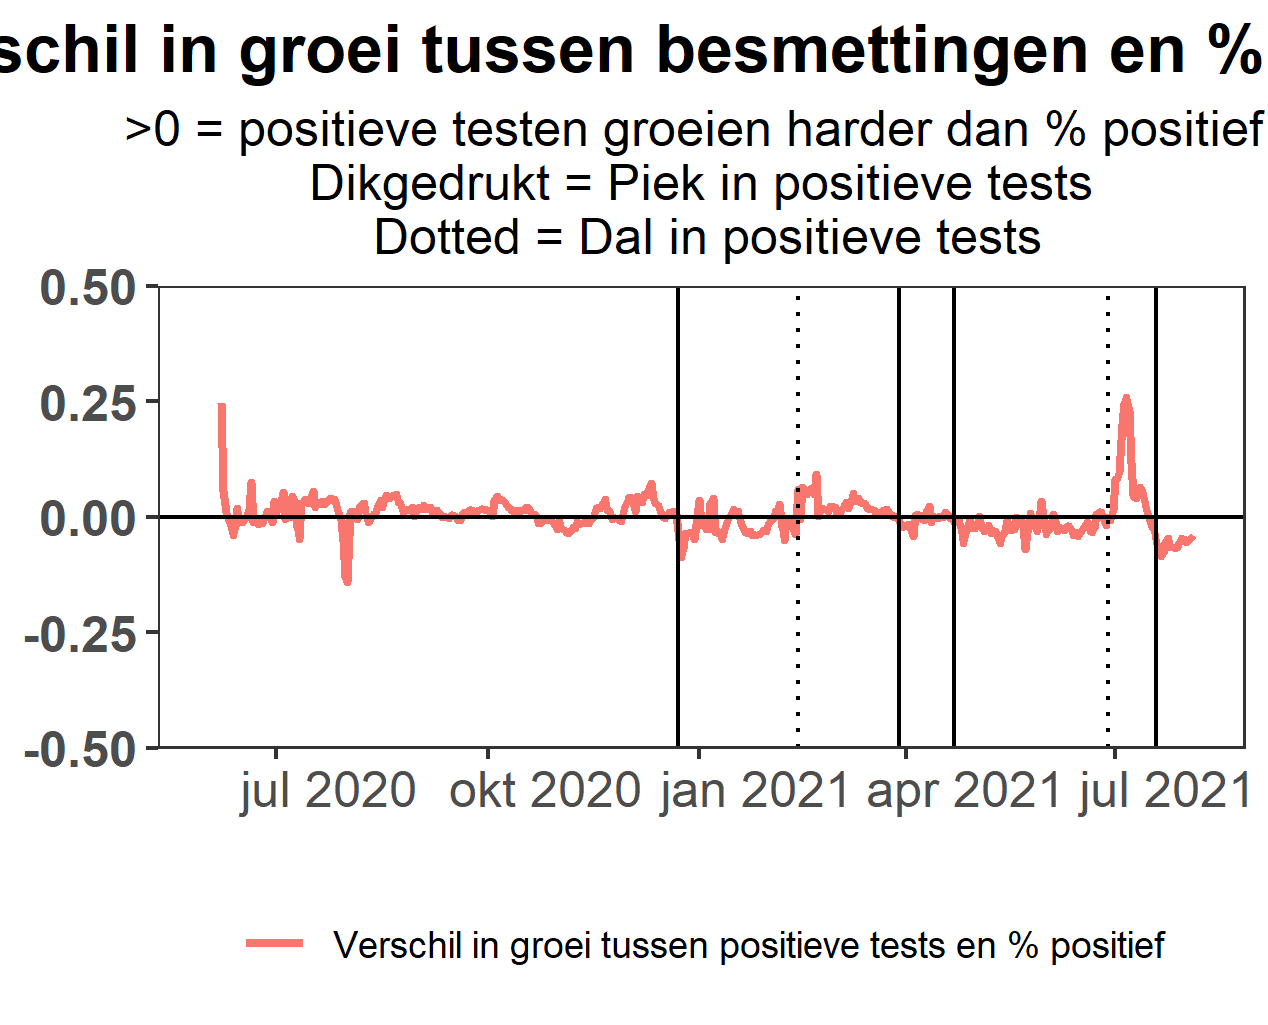 schil in groei tussen besmettingen en %
>0 = positieve testen groeien harder dan % positief
Dikgedrukt = Piek in positieve tests
Dotted = Dal in positieve tests
0.50
0.25
0.00
-0.25
-0.50
jul 2020 okt 2020 jan 2021 apr 2021 jul 2021
Verschil in groei tussen positieve tests en % positief